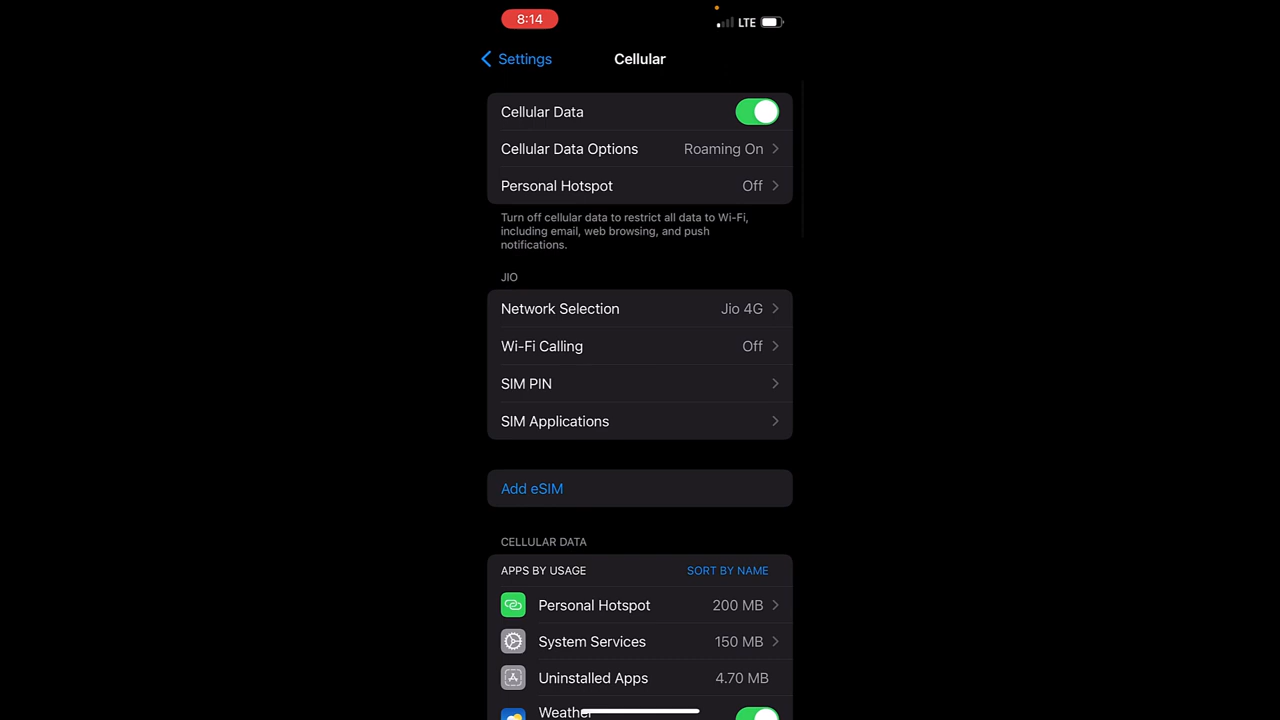 8:14
LTE
Settings
Cellular
Cellular Data
Cellular Data Options Roaming On
Personal Hotspot Off
Turn off cellular data to restrict all data to Wi-Fi,
including email, web browsing, and push
notifications.
JIO
Network Selection Jio 4G
Wi-Fi Calling Off
SIM PIN
SIM Applications
Add eSIM
CELLULAR DATA
APPS BY USAGE SORT BY NAME
Personal Hotspot 200 MB
System Services 150 MB
Uninstalled Apps 4.70 MB
Weather